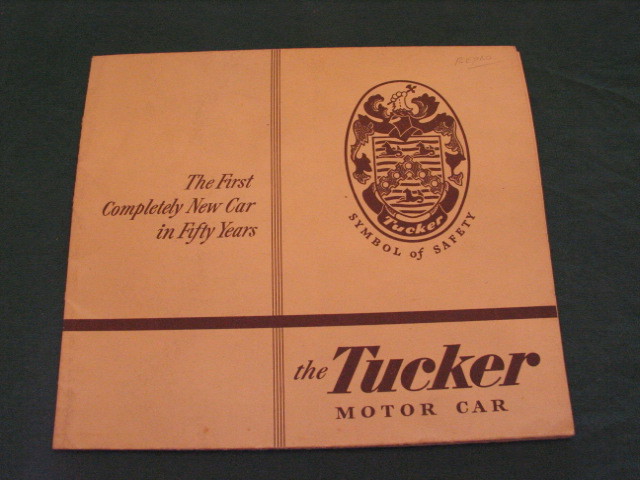 The First
Completely New Car
in Fifty Years
Tucker
SYMBOL of SAFETY
the Tucker
MOTOR CAR